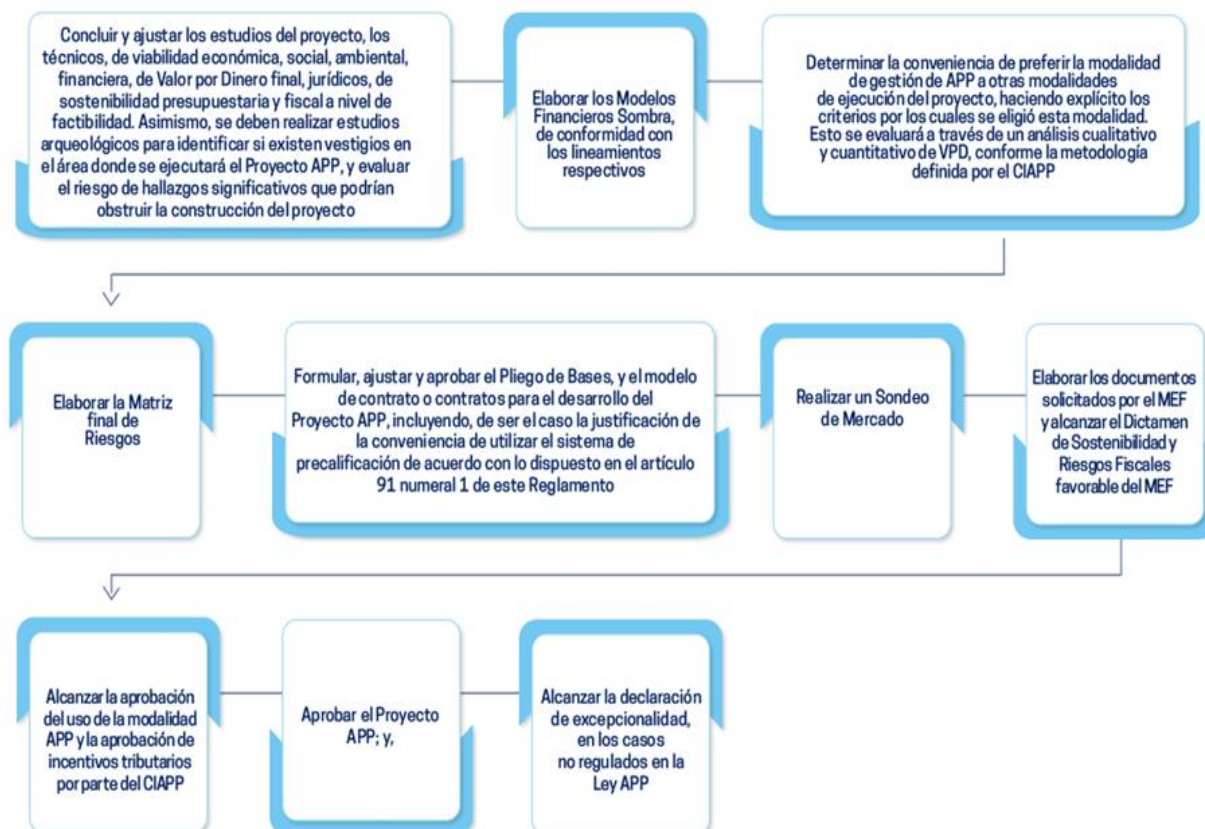 Concluir y ajustar los estudios del proyecto, los
técnicos, de viabilidad económica, social, ambiental,
financiera, de Valor por Dinero final, jurídicos, de
sostenibilidad presupuestaria y fiscal a nivel de
factibilidad. Asimismo, se deben realizar estudios
arqueológicos para identificar si existen vestigios en
el área donde se ejecutará el Proyecto APP, y evaluar
el riesgo de hallazgos significativos que podrían
obstruir la construcción del proyecto
Elaborar los Modelos
Financieros Sombra,
de conformidad con
los lineamientos
respectivos
Determinar la conveniencia de preferir la modalidad
de gestión de APP a otras modalidades
de ejecución del proyecto, haciendo explícito los
criterios por los cuales se eligió esta modalidad.
Esto se evaluará a través de un análisis cualitativo
y cuantitativo de VPD, conforme la metodología
definida por el CIAPP
Elaborar la Matriz
final de
Riesgos
Formular, ajustar y aprobar el Pliego de Bases, y el modelo
de contrato o contratos para el desarrollo del
Proyecto APP, incluyendo, de ser el caso la justificación de
la conveniencia de utilizar el sistema de
precalificación de acuerdo con lo dispuesto en el artículo
91 numeral 1 de este Reglamento
Realizar un Sondeo
de Mercado
Elaborar los documentos
solicitados por el MEF
y alcanzar el Dictamen
de Sostenibilidad y
Riesgos Fiscales
favorable del MEF
Alcanzar la aprobación
del uso de la modalidad
APP y la aprobación de
incentivos tributarios
por parte del CIAPP
Aprobar el Proyecto
APP; y,
Alcanzar la declaración
de excepcionalidad,
en los casos
no regulados en la
Ley APP